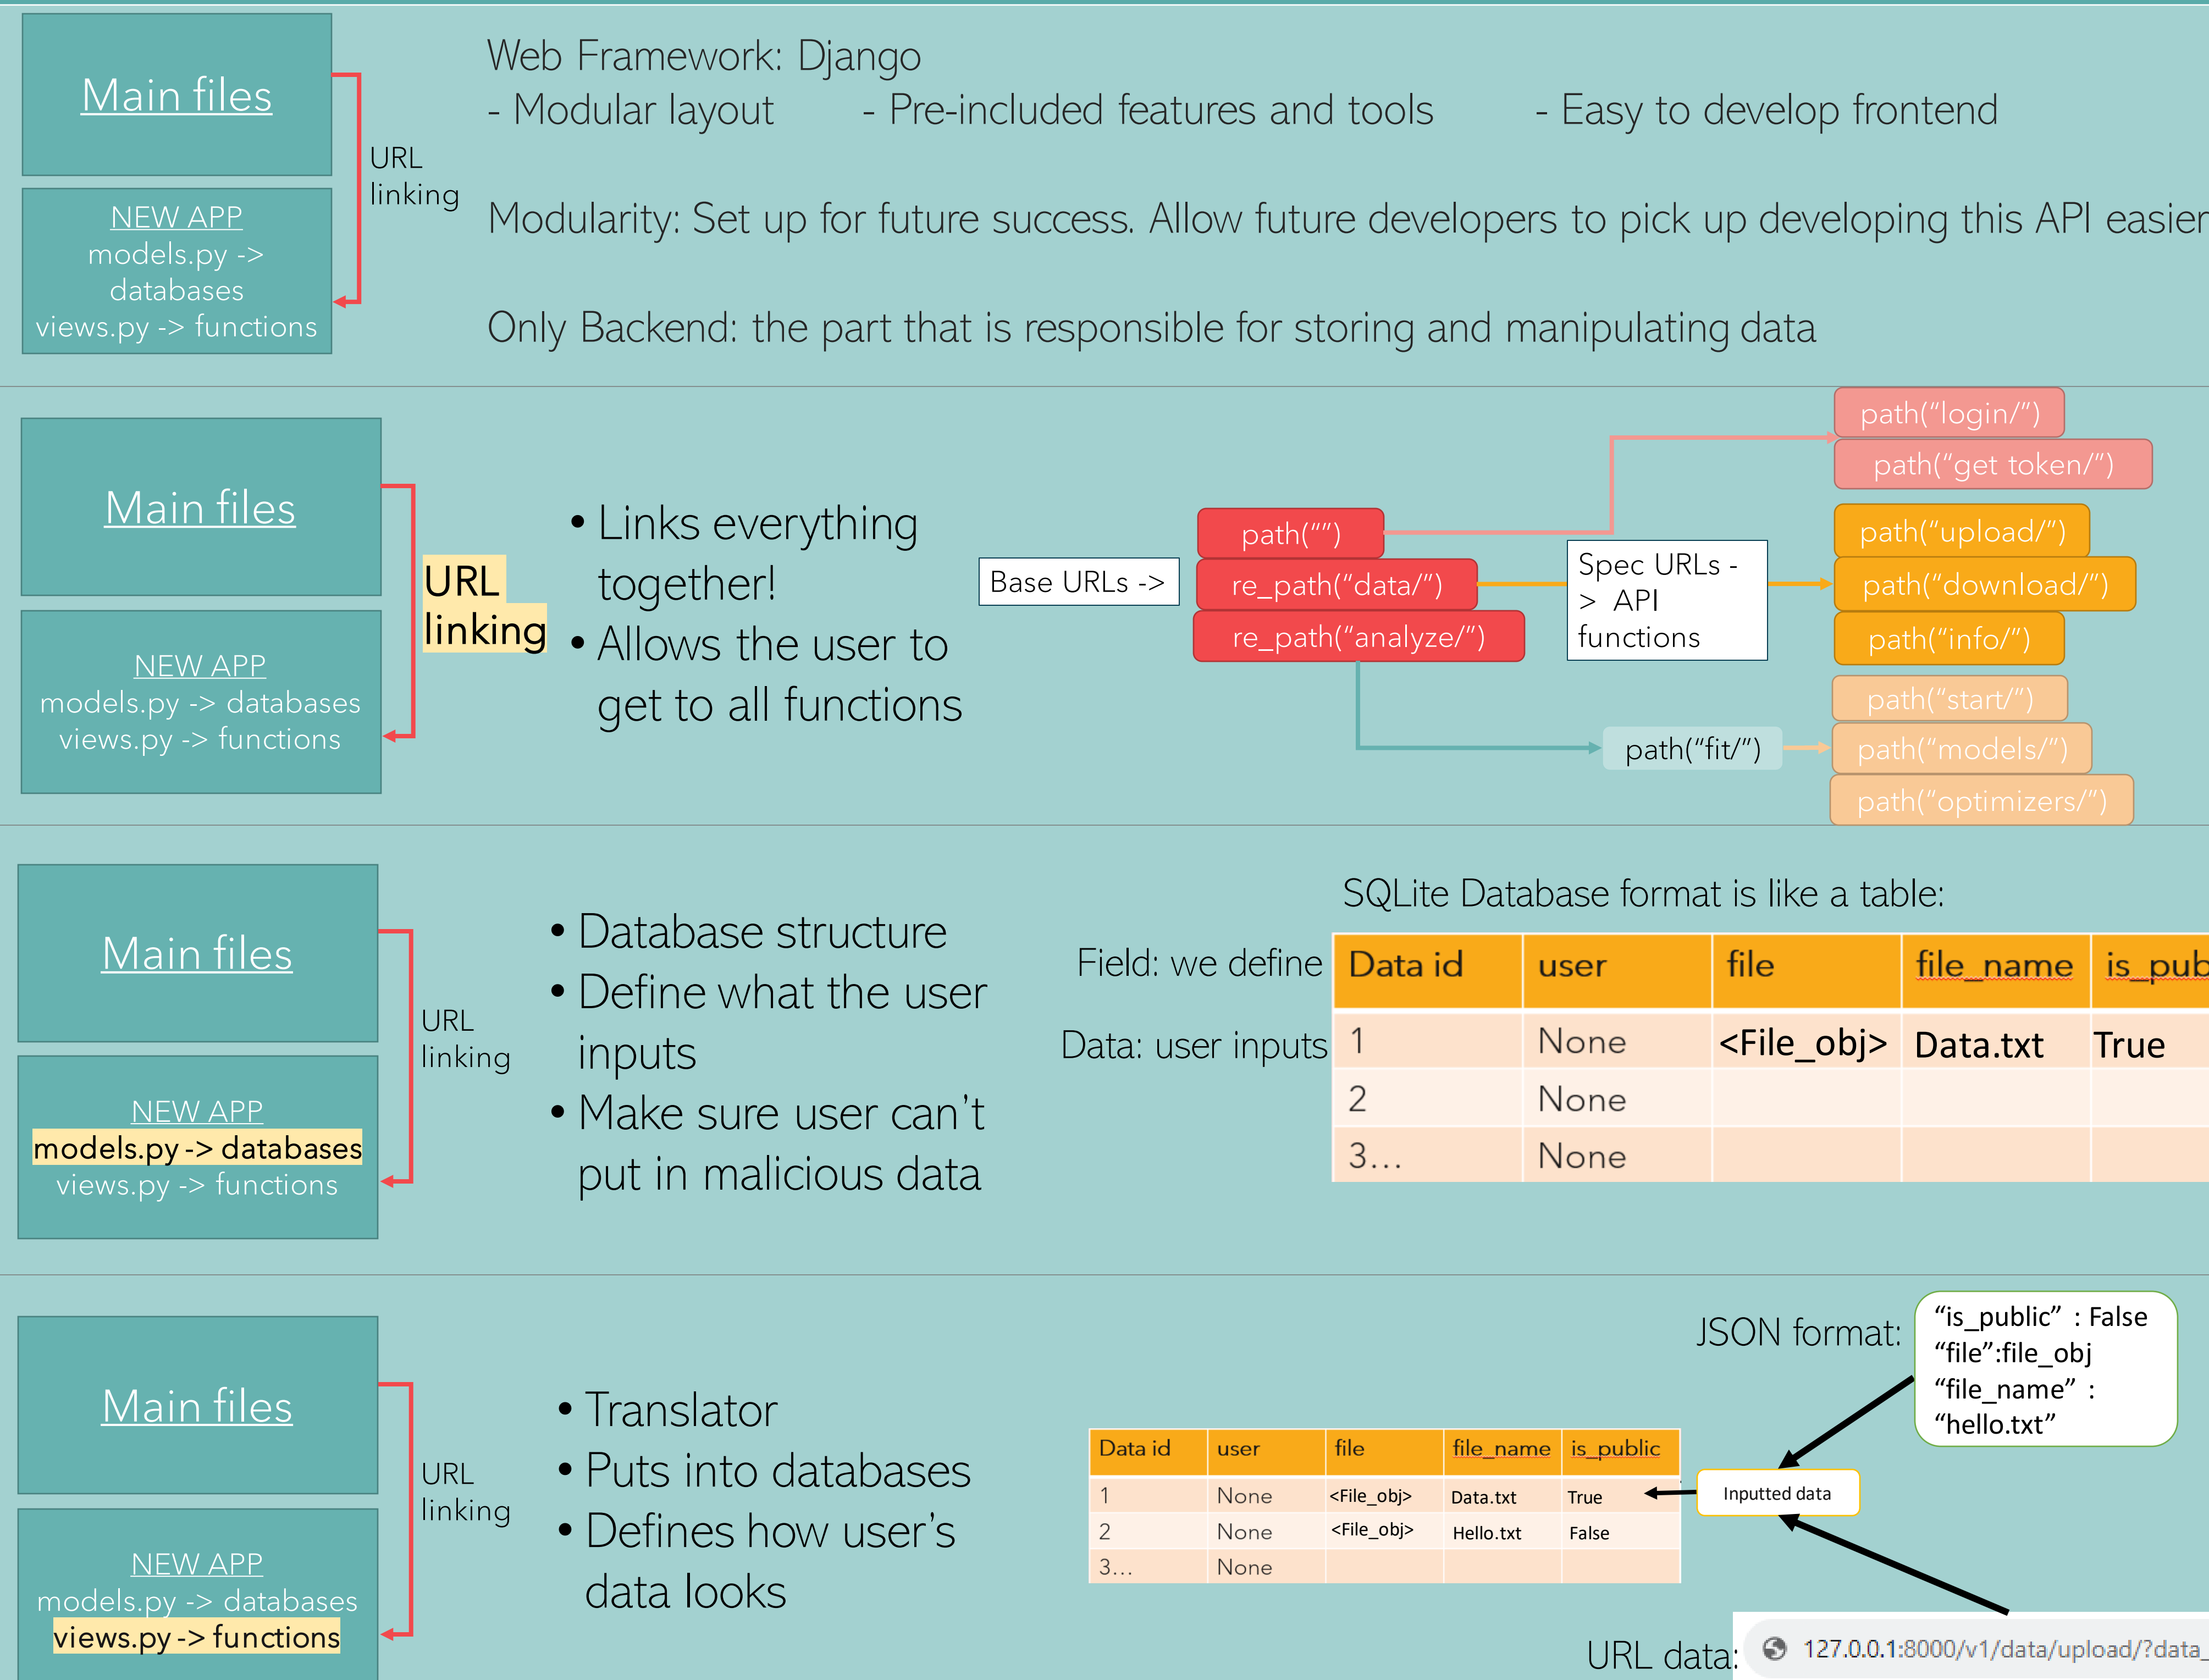 Main files
URL
linking
NEW APP
models.py ->
databases
views.py -> functions
Web Framework: Django
- Modular layout - Pre-included features and tools - Easy to develop frontend
Modularity: Set up for future success. Allow future developers to pick up developing this API easier
Only Backend: the part that is responsible for storing and manipulating data
Main files
URL
linking
NEW APP
models.py -> databases
views.py -> functions
• Links everything
together!
• Allows the user to
get to all functions
Base URLs ->
path(“”)
re_path(“data/”)
re_path(“analyze/”)
Spec URLs -
> API
functions
path(“fit/”)
path(“login/”)
path(“get token/”)
path(“upload/”)
path(“download/”)
path(“info/”)
path(“start/”)
path(“models/”)
path(“optimizers/”)
Main files
URL
linking
NEW APP
models.py -> databases
views.py -> functions
• Database structure
• Define what the user
inputs
• Make sure user can’t
put in malicious data
SQLite Database format is like a table:
Field: we define
Data: user inputs
Data id user file file_name is_pub
1 None <File_obj> Data.txt True
2 None
3... None
Main files
URL
linking
NEW APP
models.py -> databases
views.py -> functions
• Translator
• Puts into databases
• Defines how user’s
data looks
Data id user file file_name is_public
1 None <File_obj> Data.txt True
2 None <File_obj> Hello.txt False
3... None
JSON format:
“is_public” : False
“file”:file_obj
“file_name” :
“hello.txt”
Inputted data
URL data:
127.0.0.1:8000/v1/data/upload/?data_